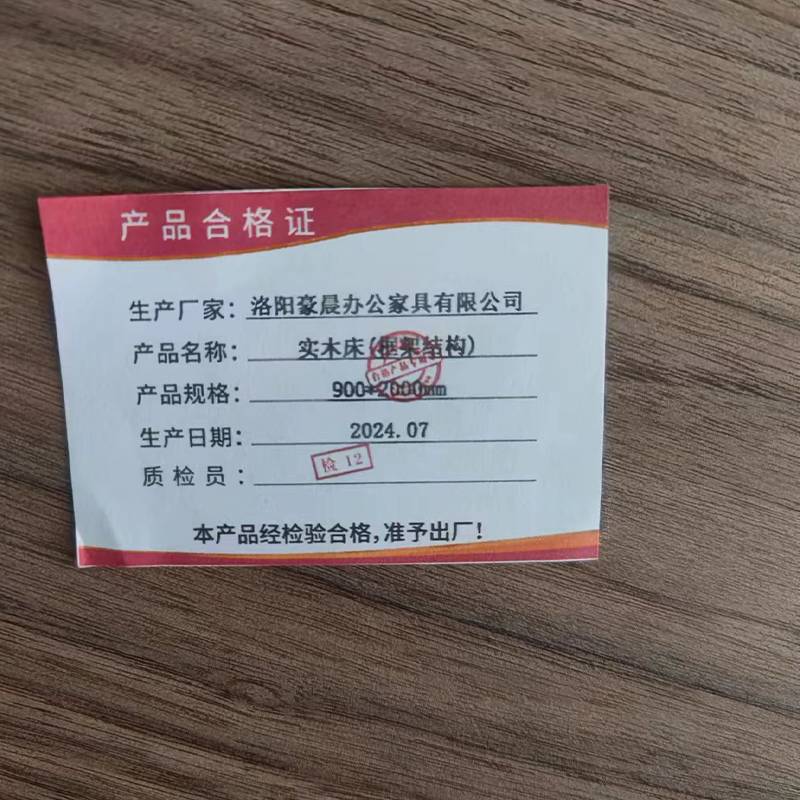 产品合格证
生产厂家：洛阳豪晨办公家具有限公司
产品名称：实木床(框架结构)
产品规格：900*2000mm
生产日期：2024.07
质检员：检 12
本产品经检验合格,准予出厂!